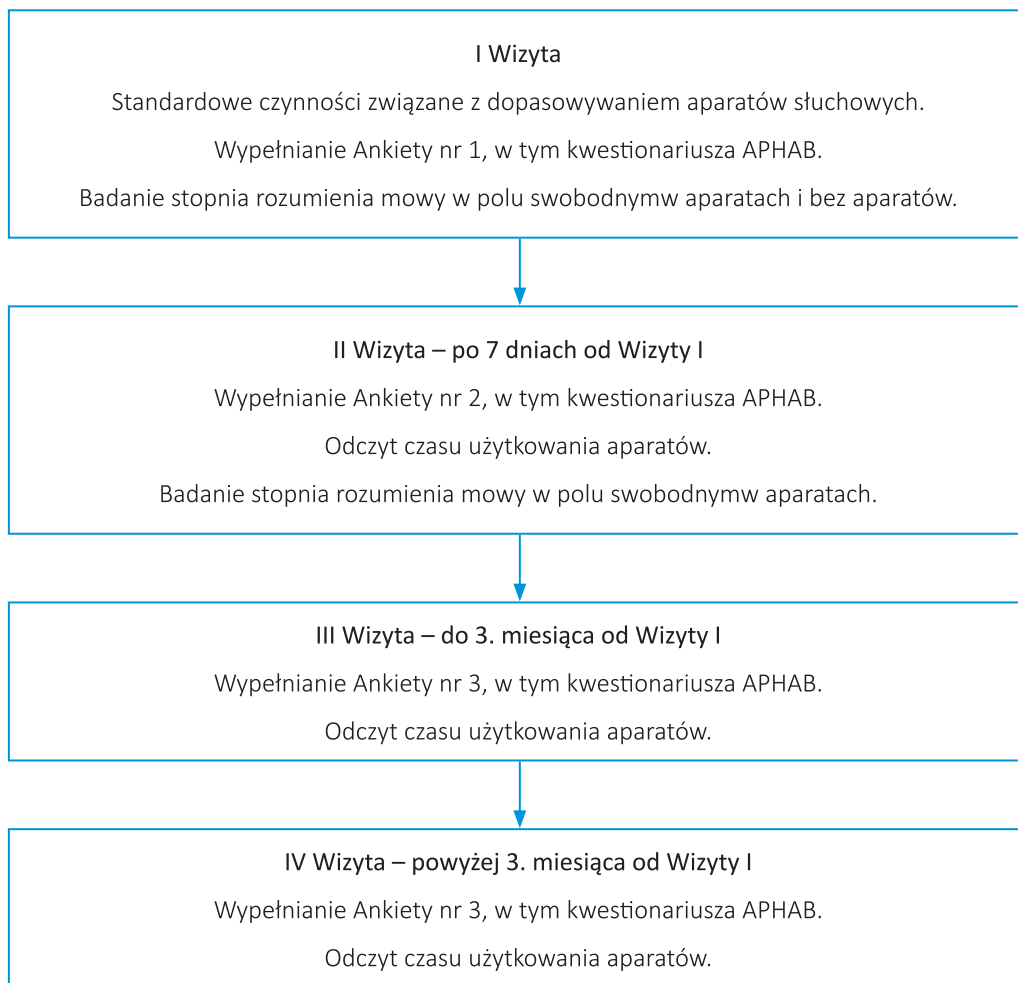 I Wizyta
Standardowe czynności związane z dopasowywaniem aparatów słuchowych.
Wypełnianie Ankiety nr 1, w tym kwestionariusza APHAB.
Badanie stopnia rozumienia mowy w polu swobodnymw aparatach i bez aparatów.
II Wizyta – po 7 dniach od Wizyty I
Wypełnianie Ankiety nr 2, w tym kwestionariusza APHAB.
Odczyt czasu użytkowania aparatów.
Badanie stopnia rozumienia mowy w polu swobodnymw aparatach.
III Wizyta – do 3. miesiąca od Wizyty I
Wypełnianie Ankiety nr 3, w tym kwestionariusza APHAB.
Odczyt czasu użytkowania aparatów.
IV Wizyta – powyżej 3. miesiąca od Wizyty I
Wypełnianie Ankiety nr 3, w tym kwestionariusza APHAB.
Odczyt czasu użytkowania aparatów.